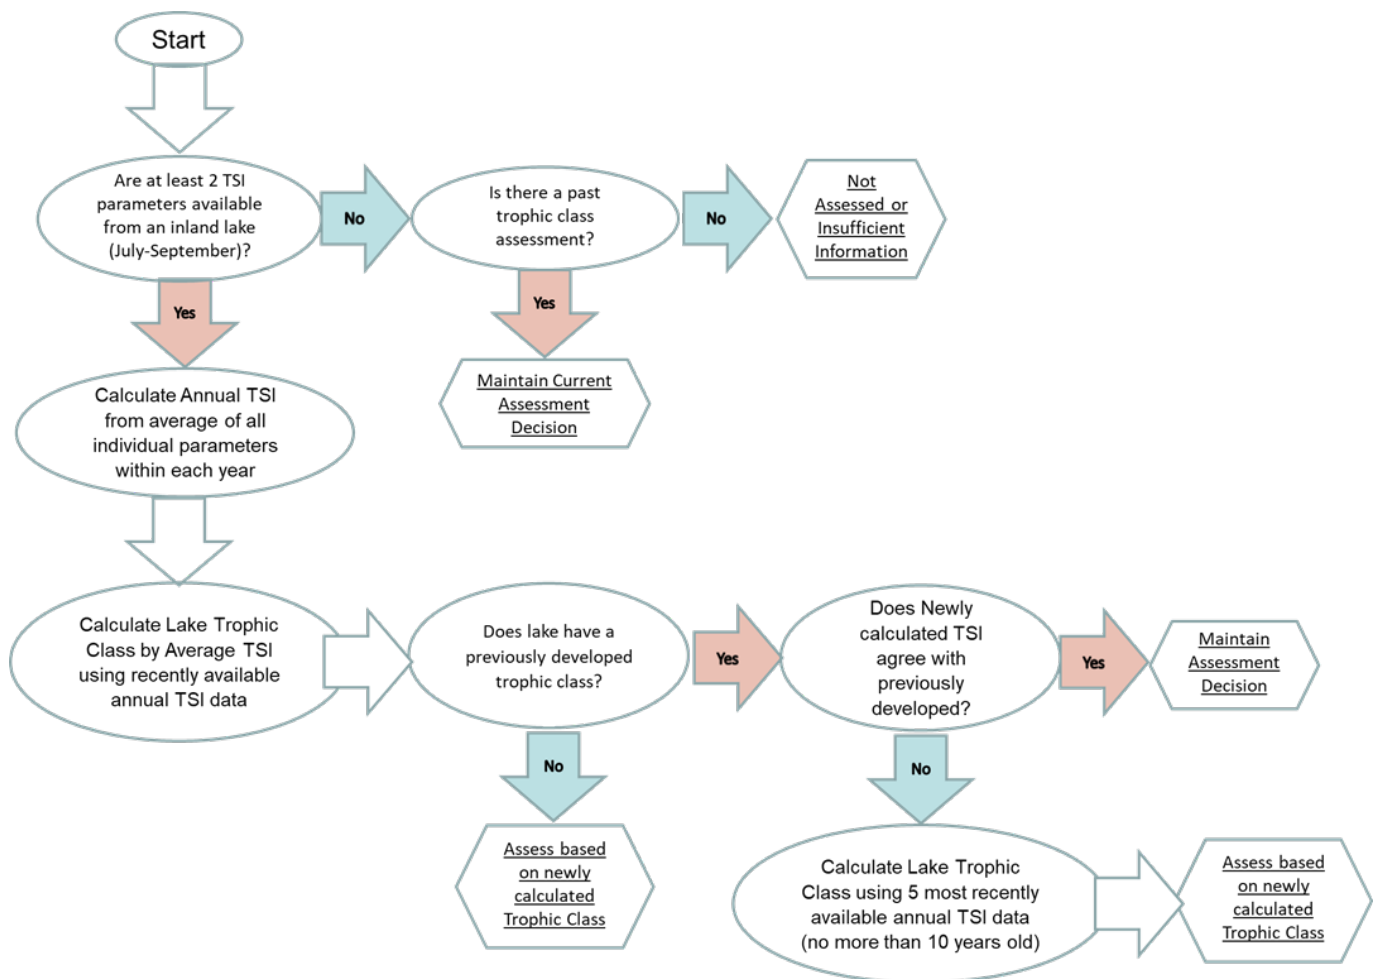 Start
Are at least 2 TSI
parameters available
from an inland lake
(July-September)?
No
Is there a past
trophic class
assessment?
No
Not
Assessed or
Insufficient
Information
Yes
Yes
Maintain Current
Assessment
Decision
Calculate Annual TSI
from average of all
individual parameters
within each year
Calculate Lake Trophic
Class by Average TSI
using recently available
annual TSI data
Does lake have a
previously developed
trophic class?
Yes
Does Newly
calculated TSI
agree with
previously
developed?
Yes
Maintain
Assessment
Decision
No
No
Assess based
on newly
calculated
Trophic Class
Calculate Lake Trophic
Class using 5 most recently
available annual TSI data
(no more than 10 years old)
Assess based
on newly
calculated
Trophic Class